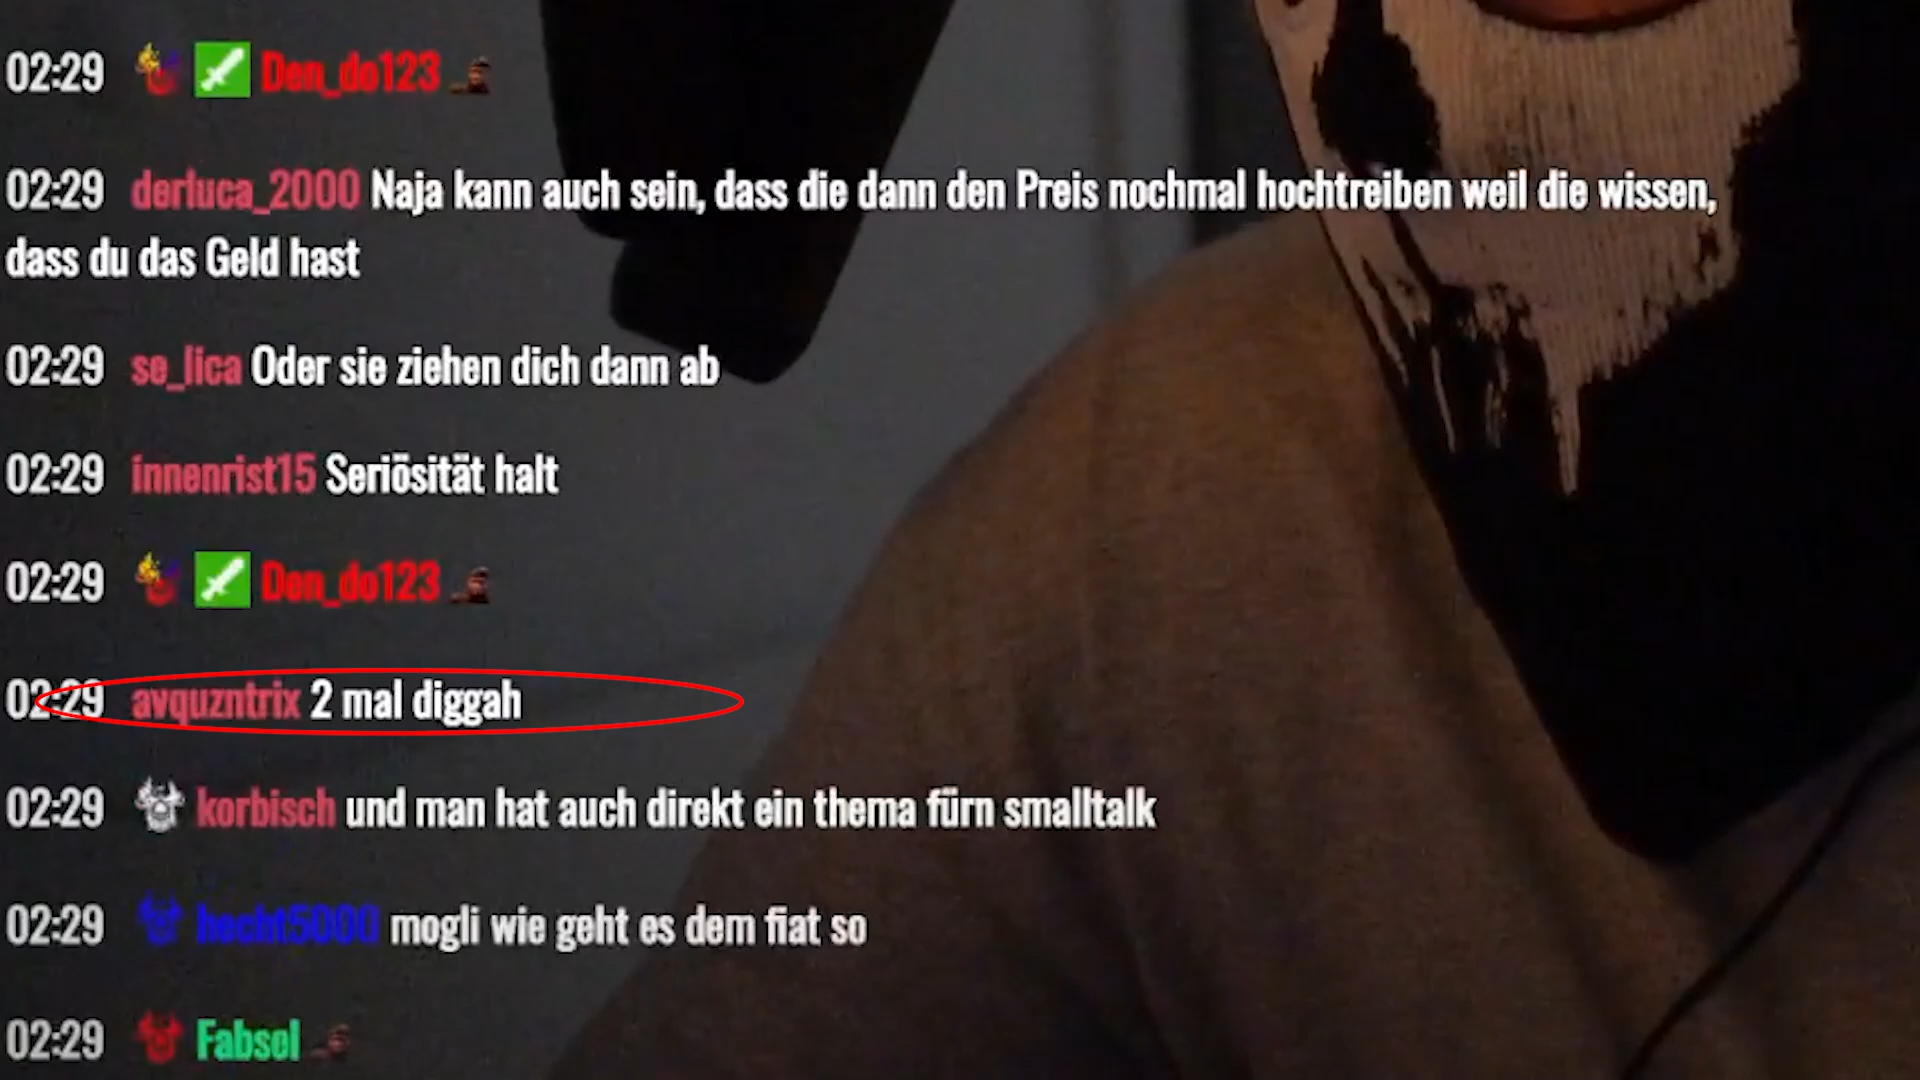 02:29 Den_do123
02:29 derluca_2000 Naja kann auch sein, dass die dann den Preis nochmal hochtreiben weil die wissen,
dass du das Geld hast
02:29 se_lica Oder sie ziehen dich dann ab
02:29 innenrist15 Seriösität halt
02:29 Den_do123
02:29 avquzntrix 2 mal diggah
02:29 korbisch und man hat auch direkt ein thema fürn smalltalk
02:29 hecht5000 mogli wie geht es dem fiat so
02:29 Fabsel